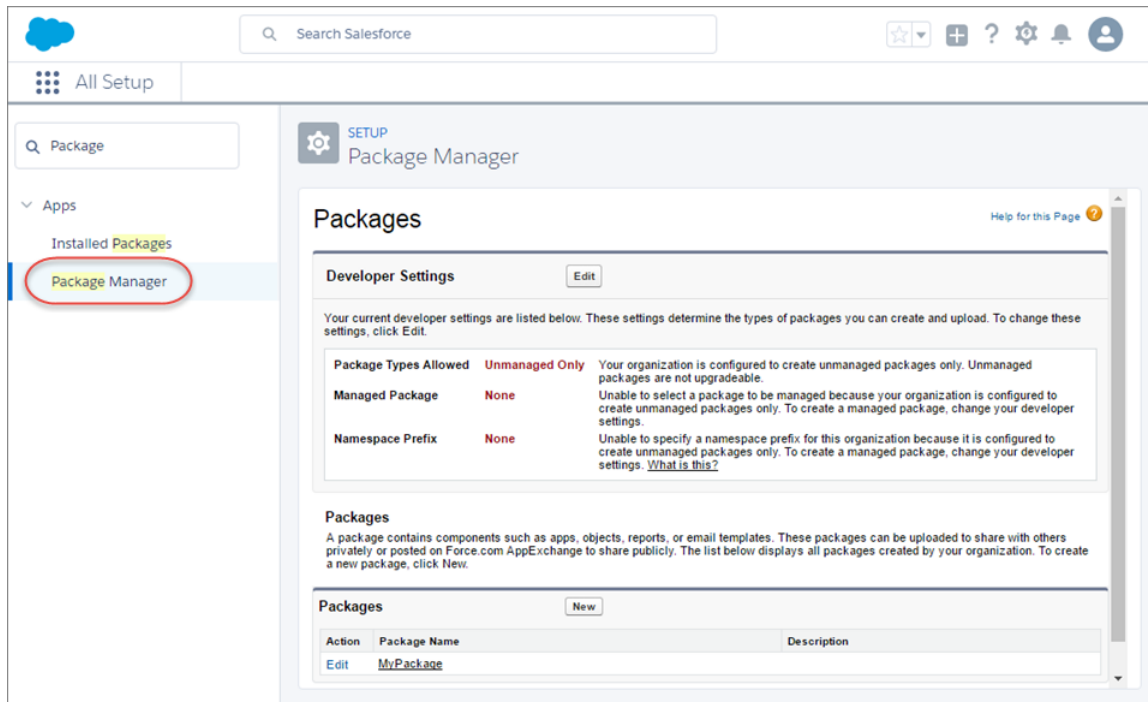 Search Salesforce
All Setup
Package
Apps
Installed Packages
Package Manager
SETUP
Package Manager
Packages
Help for this Page
Developer Settings
Edit
Your current developer settings are listed below. These settings determine the types of packages you can create and upload. To change these
settings, click Edit.
Package Types Allowed Unmanaged Only Your organization is configured to create unmanaged packages only. Unmanaged
packages are not upgradeable.
Managed Package None Unable to select a package to be managed because your organization is configured to
create unmanaged packages only. To create a managed package, change your developer
settings.
Namespace Prefix None Unable to specify a namespace prefix for this organization because it is configured to
create unmanaged packages only. To create a managed package, change your developer
settings. What is this?
Packages
A package contains components such as apps, objects, reports, or email templates. These packages can be uploaded to share with others
privately or posted on Force.com AppExchange to share publicly. The list below displays all packages created by your organization. To create
a new package, click New.
Packages New
Action Package Name Description
Edit MyPackage